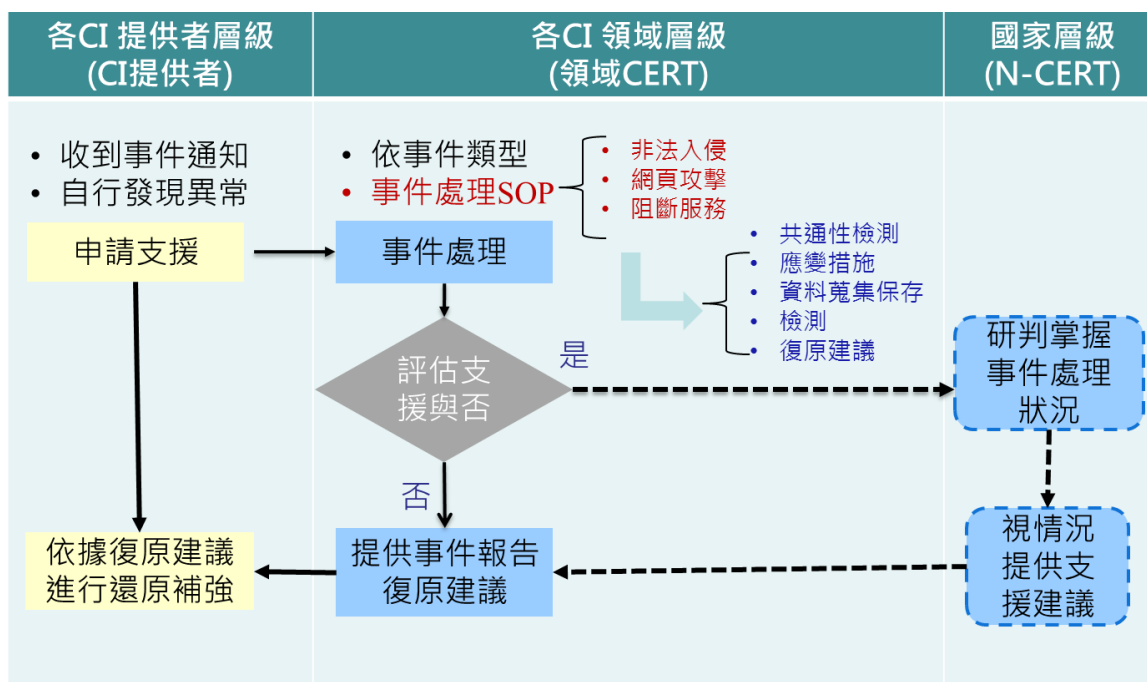 各CI 提供者層級
(CI提供者)
各CI 領域層級
(領域CERT)
國家層級
(N-CERT)
• 收到事件通知
• 自行發現異常
申請支援
依據復原建議
進行還原補強
• 依事件類型
• 事件處理SOP
• 非法入侵
• 網頁攻擊
• 阻斷服務
• 共通性檢測
• 應變措施
• 資料蒐集保存
• 檢測
• 復原建議
事件處理
評估支
援與否
是
否
提供事件報告
復原建議
研判掌握
事件處理
狀況
視情況
提供支
援建議